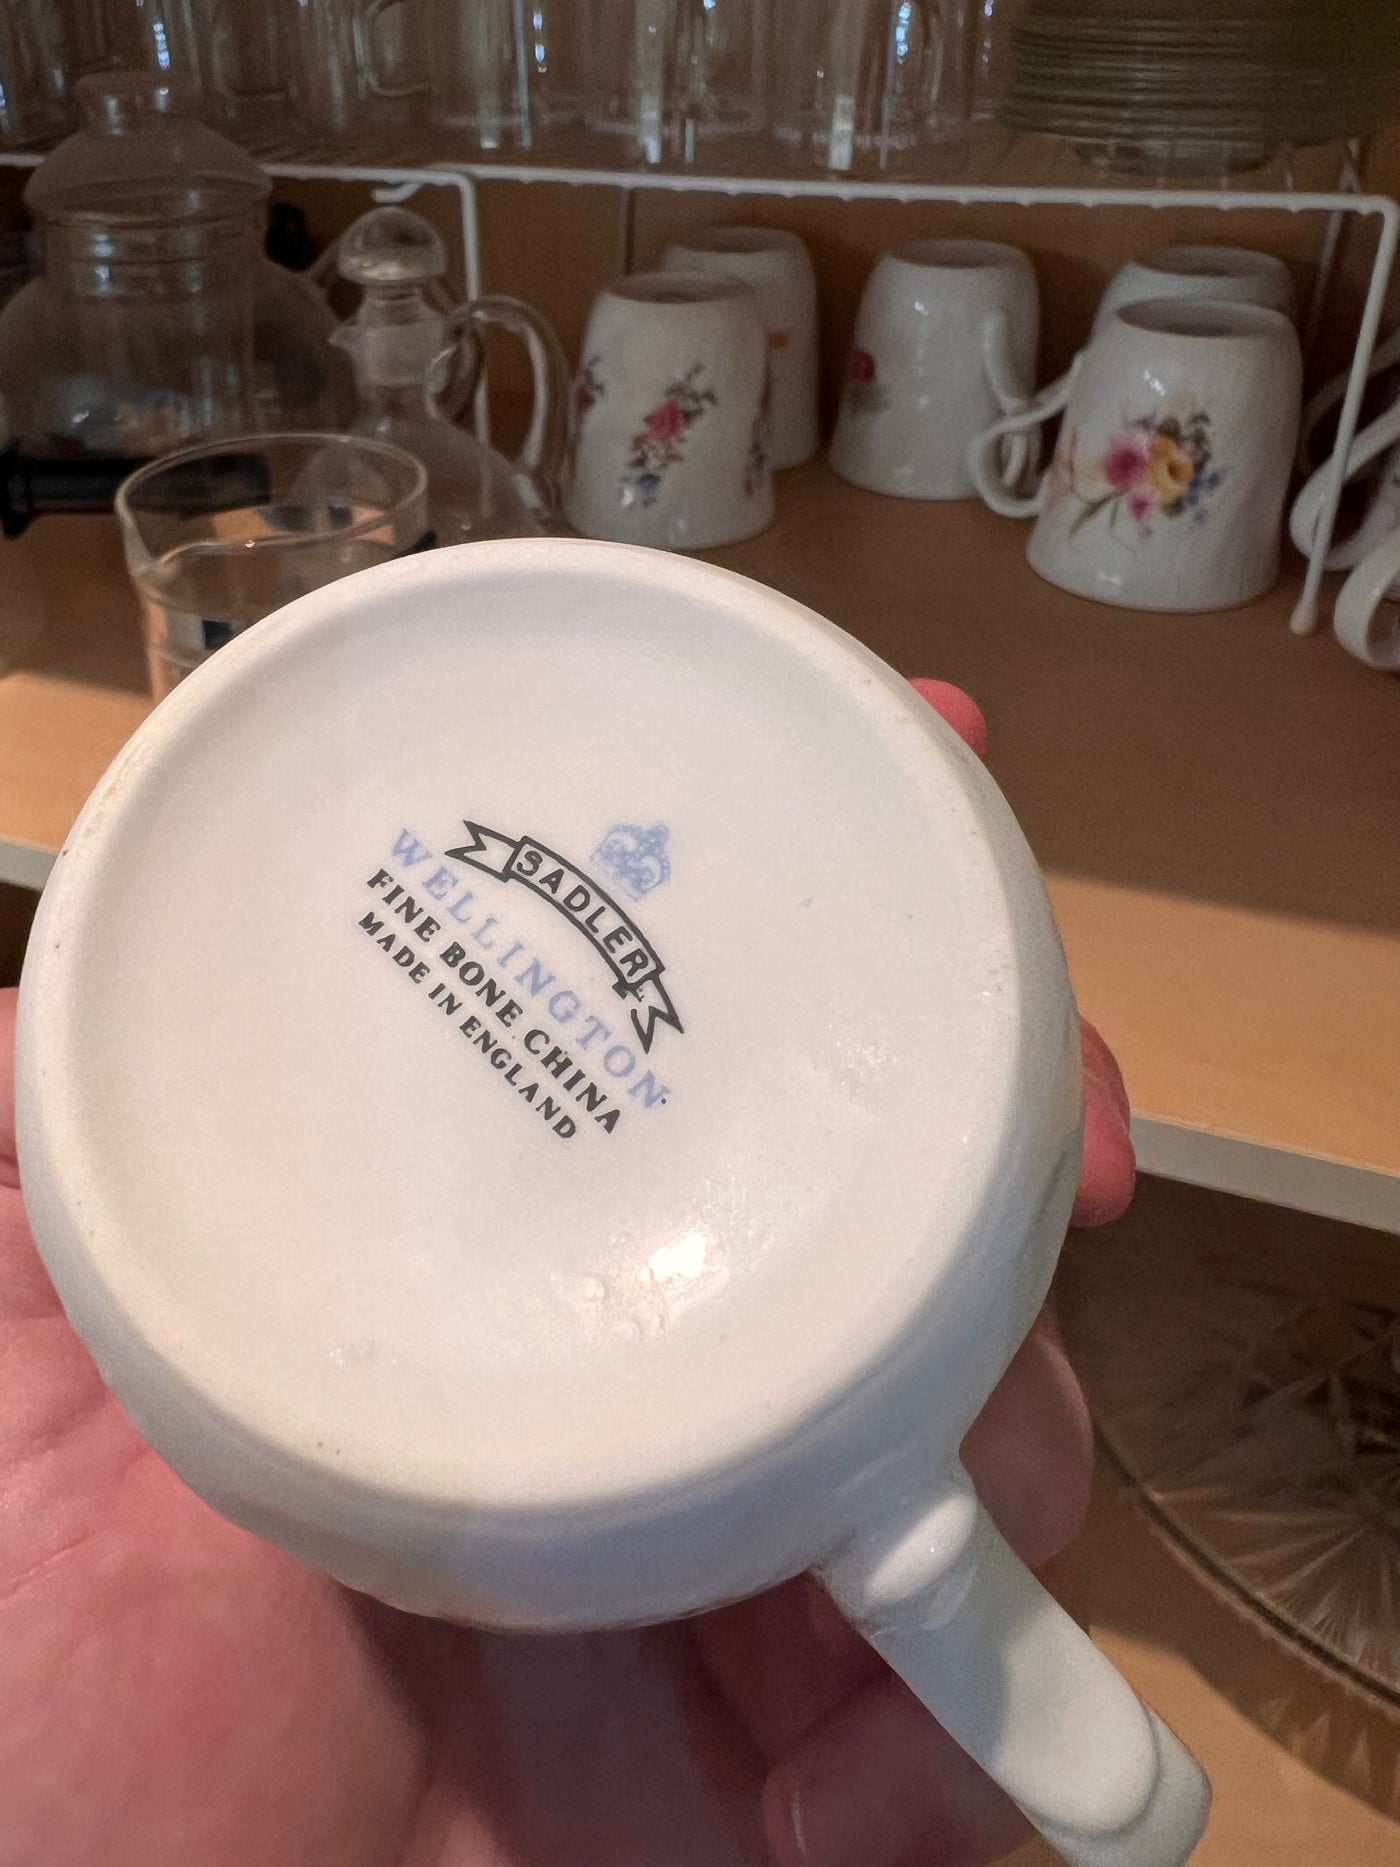 SADLER
WELLINGTON
FINE BONE CHINA
MADE IN ENGLAND